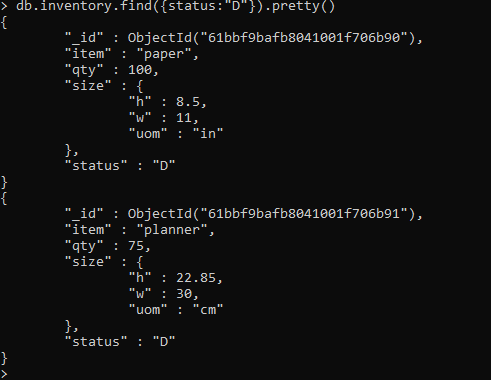 > db.inventory.find({status:"D"}).pretty()
{
        "_id" : ObjectId("61bbf9bafb8041001f706b90"),
        "item" : "paper",
        "qty" : 100,
        "size" : {
                "h" : 8.5,
                "w" : 11,
                "uom" : "in"
        },
        "status" : "D"
}
{
        "_id" : ObjectId("61bbf9bafb8041001f706b91"),
        "item" : "planner",
        "qty" : 75,
        "size" : {
                "h" : 22.85,
                "w" : 30,
                "uom" : "cm"
        },
        "status" : "D"
}
>